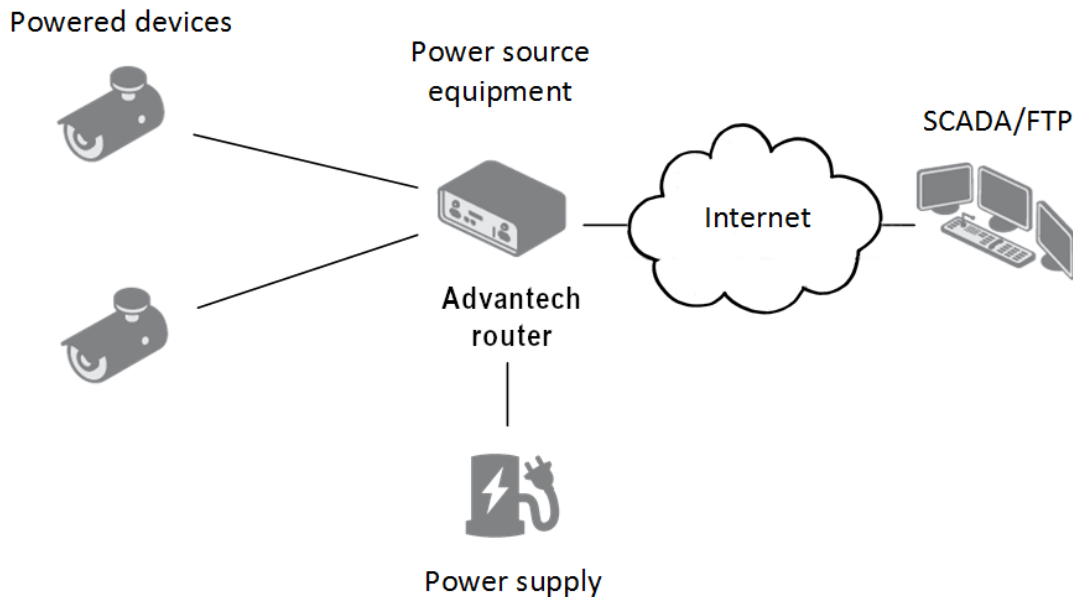 Powered devices
Power source
equipment
SCADA/FTP
Internet
Advantech
router
Power supply